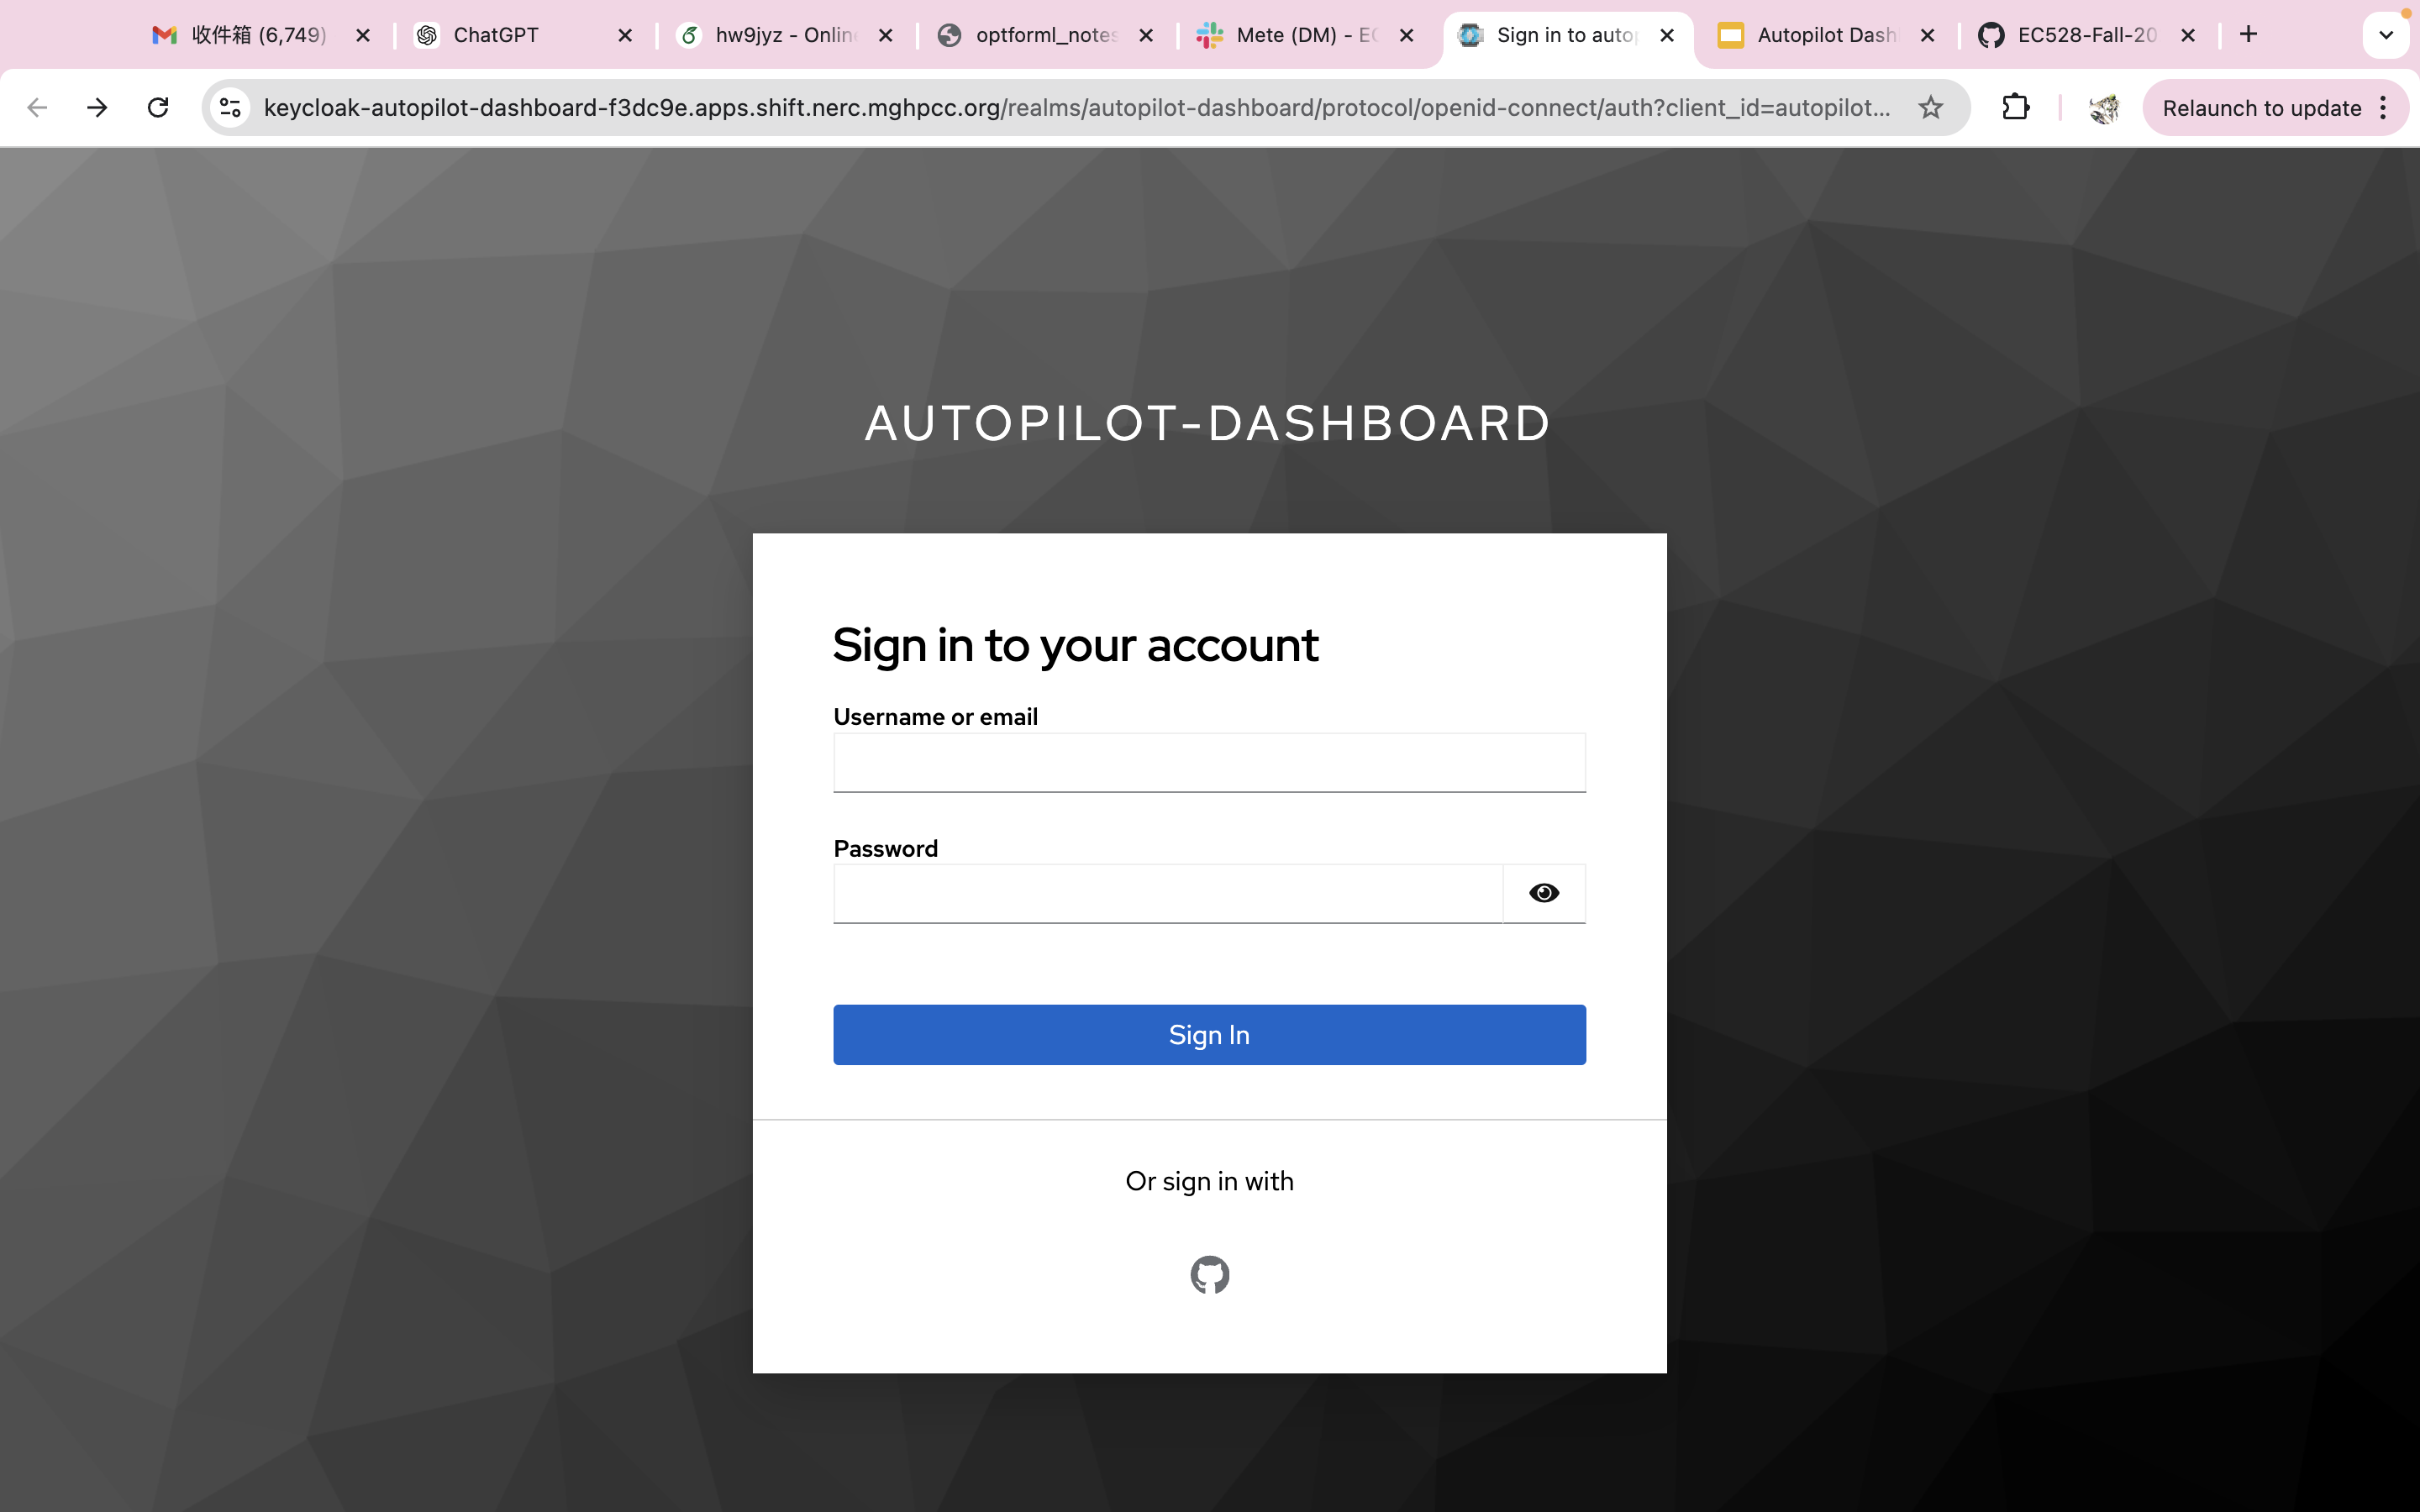 收件箱 (6,749)
ChatGPT
hw9jyz - Onlin
optforml_notes
Mete (DM) - EC
Sign in to auto
Autopilot Dash
EC528-Fall-20
keycloak-autopilot-dashboard-f3dc9e.apps.shift.nerc.mghpcc.org/realms/autopilot-dashboard/protocol/openid-connect/auth?client_id=autopilot...
Relaunch to update
AUTOPILOT-DASHBOARD
Sign in to your account
Username or email
Password
Sign In
Or sign in with